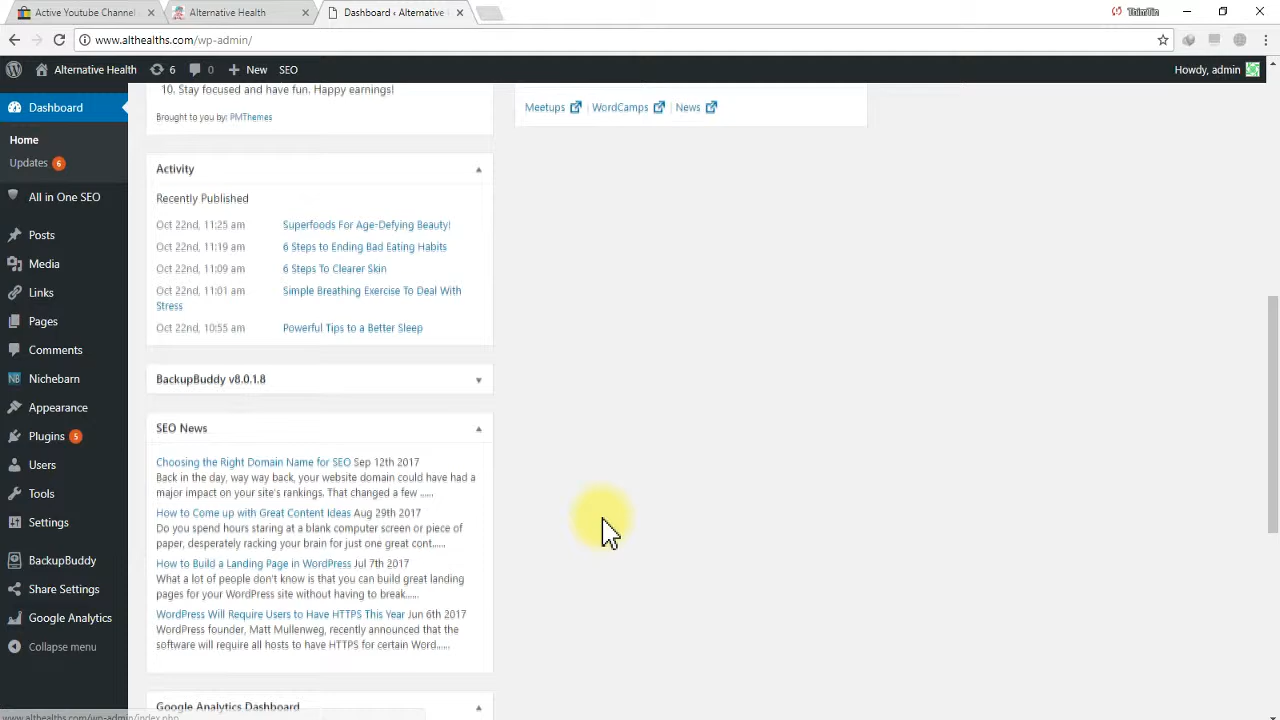 Active Youtube Channel
Alternative Health
Dashboard ‹ Alternative H
ThimTiz
www.althealths.com/wp-admin/
Alternative Health
6
0
New
SEO
Howdy, admin
Dashboard
Home
Updates 6
All in One SEO
Posts
Media
Links
Pages
Comments
Nichebarn
Appearance
Plugins 5
Users
Tools
Settings
BackupBuddy
Share Settings
Google Analytics
Collapse menu
www.althealths.com/wp-admin/index.php
10. Stay focused and have fun. Happy earnings!
Brought to you by: PMThemes
Meetups | WordCamps | News
Activity
Recently Published
Oct 22nd, 11:25 am Superfoods For Age-Defying Beauty!
Oct 22nd, 11:19 am 6 Steps to Ending Bad Eating Habits
Oct 22nd, 11:09 am 6 Steps To Clearer Skin
Oct 22nd, 11:01 am Simple Breathing Exercise To Deal With
Stress
Oct 22nd, 10:55 am Powerful Tips to a Better Sleep
BackupBuddy v8.0.1.8
SEO News
Choosing the Right Domain Name for SEO Sep 12th 2017
Back in the day, way way back, your website domain could have had a
major impact on your site's rankings. That changed a few ......
How to Come up with Great Content Ideas Aug 29th 2017
Do you spend hours staring at a blank computer screen or piece of
paper, desperately racking your brain for just one great cont......
How to Build a Landing Page in WordPress Jul 7th 2017
What a lot of people don't know is that you can build great landing
pages for your WordPress site without having to break......
WordPress Will Require Users to Have HTTPS This Year Jun 6th 2017
WordPress founder, Matt Mullenweg, recently announced that the
software will require all hosts to have HTTPS for certain Word......
Google Analytics Dashboard